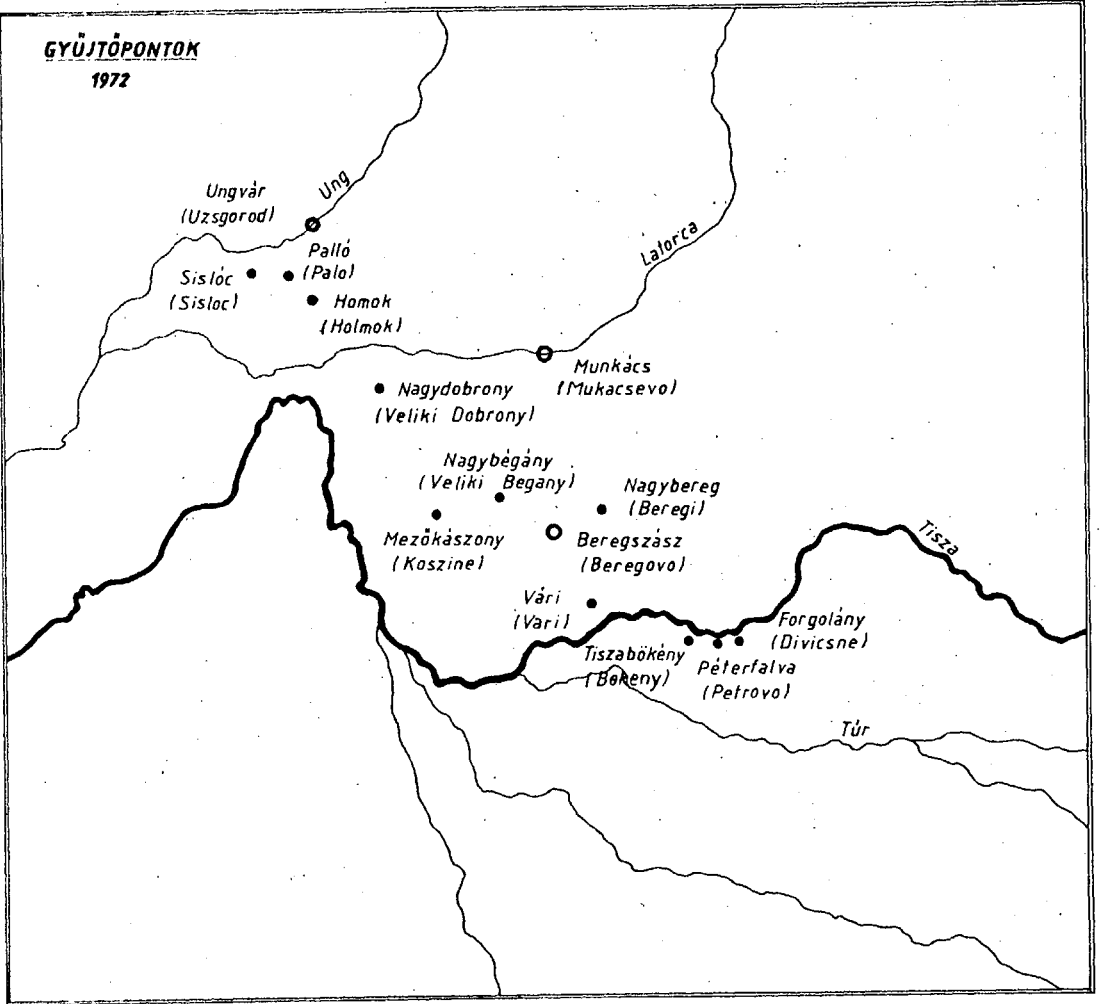 GYŰJTŐPONTOK
1972
Ung
Ungvár
(Uzsgorod)
Latorca
Palló
(Palo)
Sislóc
(Sisloc)
Homok
(Holmok)
Munkács
(Mukacsevo)
Nagydobrony
(Veliki Dobrony)
Nagybégány
(Veliki Begany)
Nagybereg
(Beregi)
Mezőkászony
(Koszine)
Beregszász
(Beregovo)
Tisza
Vári
(Vari)
Forgolány
(Divicsne)
Tiszabökény
(Bökeny)
Péterfalva
(Petrovo)
Túr